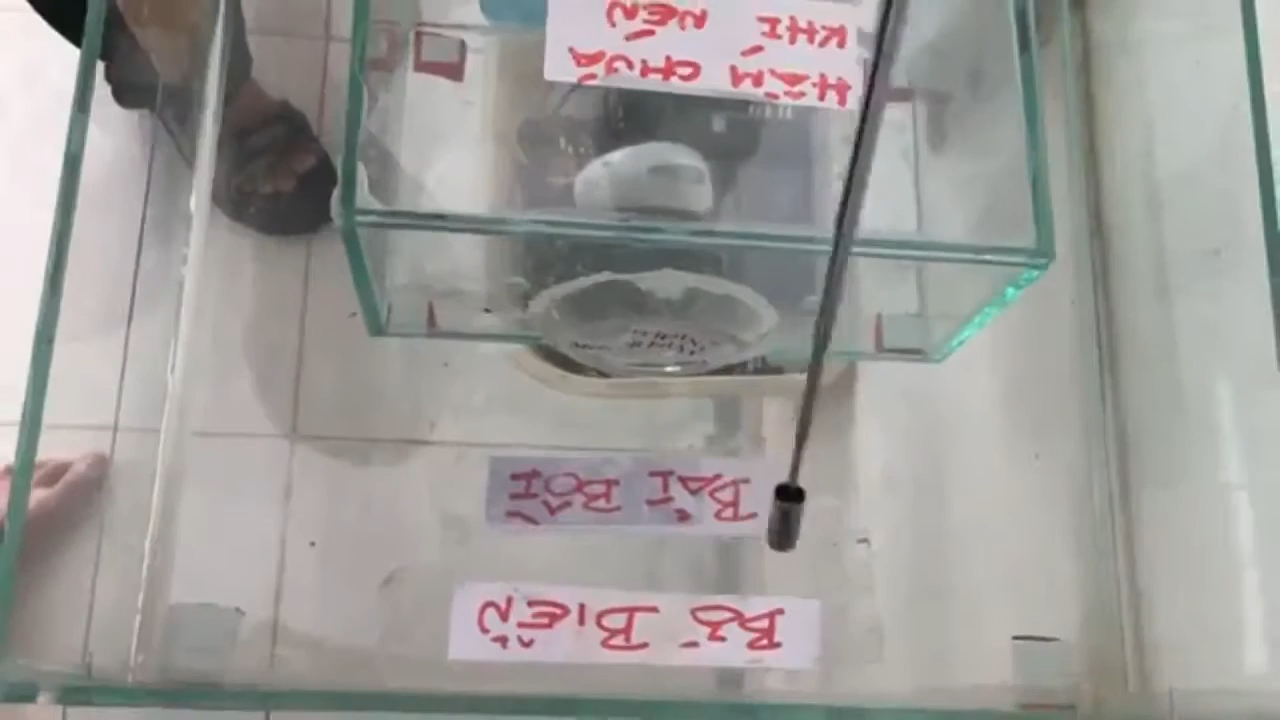 BỜ BIỂN
BÃI BỒI
HẦM CHỨA
KHÍ NÉN